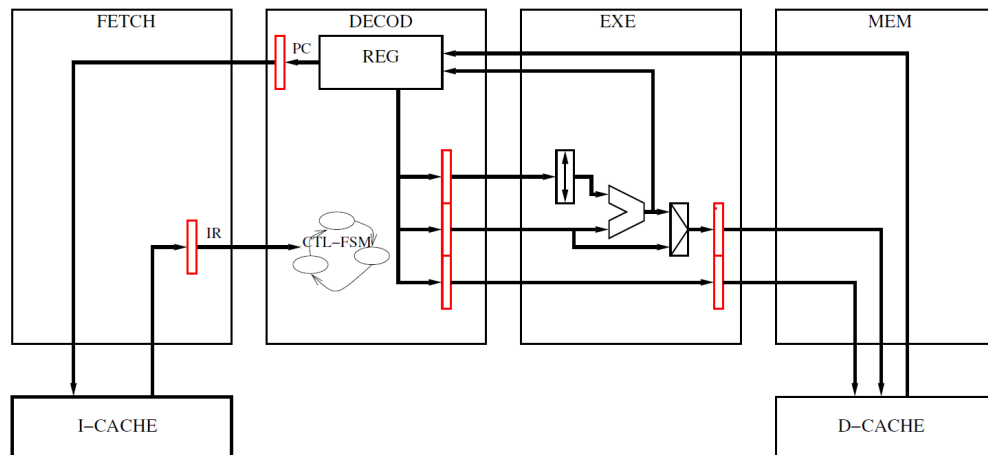 FETCH
DECOD
EXE
MEM
PC
REG
IR
CTL−FSM
I−CACHE
D−CACHE